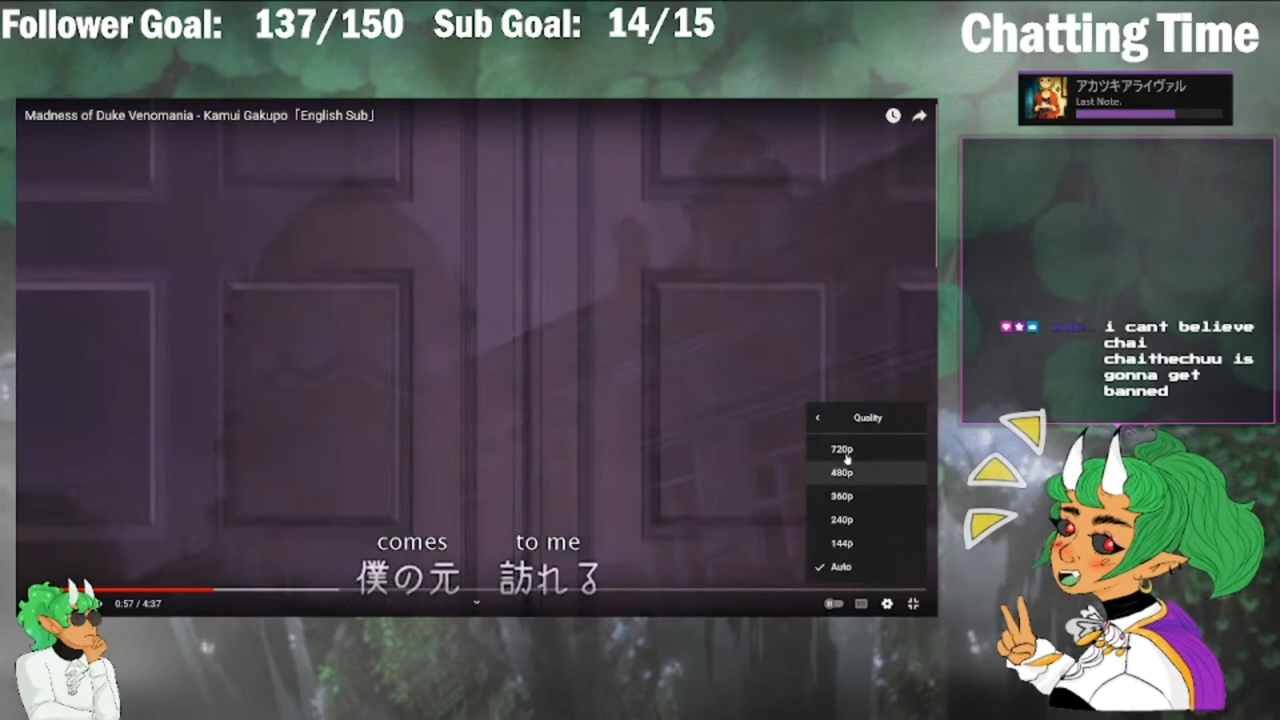 Follower Goal: 137/150 Sub Goal: 14/15
Chatting Time
アカツキアライヴァル
Last Note.
Madness of Duke Venomania - Kamui Gakupo「English Sub」
i cant believe
chai
chaithechuu is
gonna get
banned
Quality
720p
480p
360p
240p
144p
Auto
comes to me
僕の元 訪れる
0:57 / 4:37